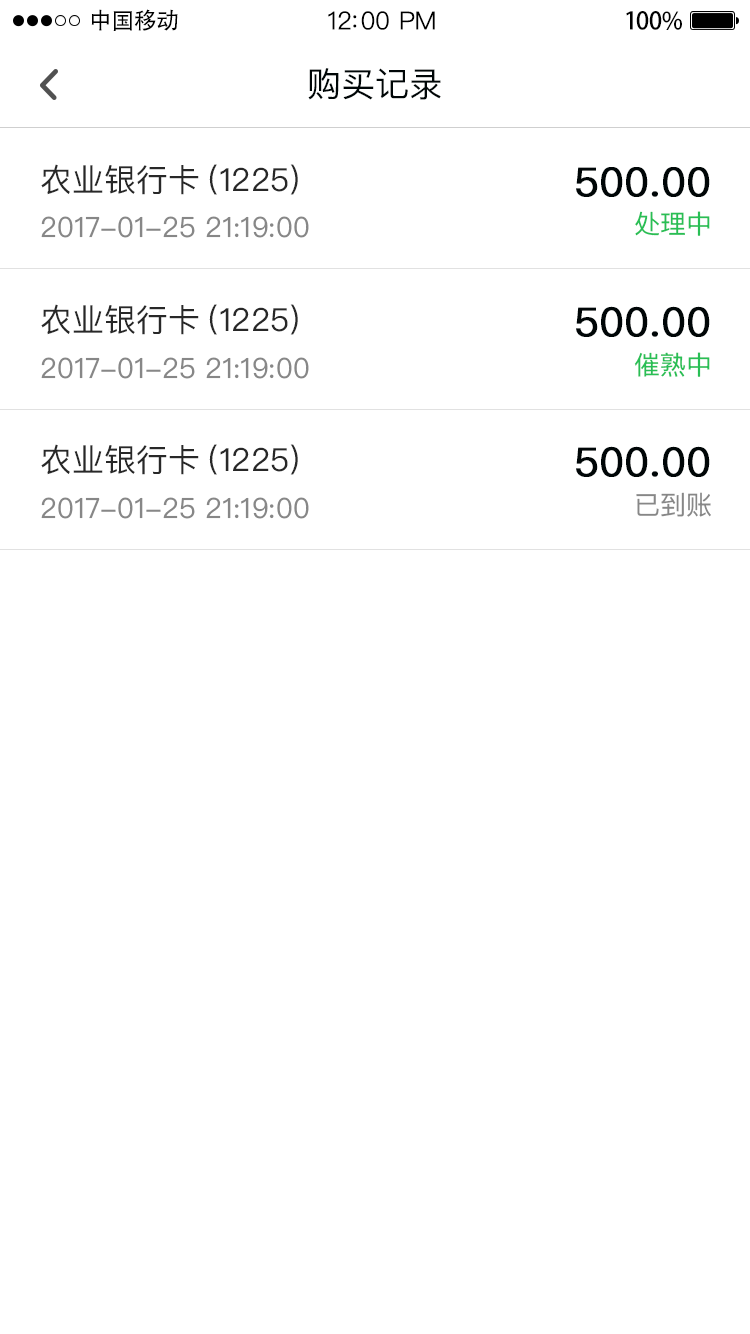 中国移动 12:00 PM 100%
购买记录
农业银行卡 (1225) 500.00
2017-01-25 21:19:00 处理中
农业银行卡 (1225) 500.00
2017-01-25 21:19:00 催熟中
农业银行卡 (1225) 500.00
2017-01-25 21:19:00 已到账